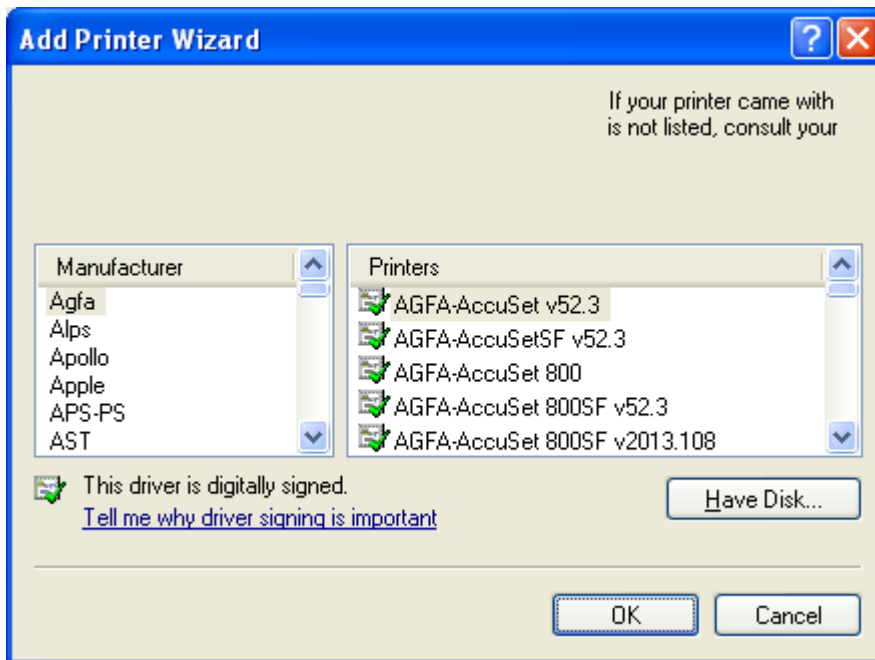 Add Printer Wizard
If your printer came with
is not listed, consult your
Manufacturer
Agfa
Alps
Apollo
Apple
APS-PS
AST
Printers
AGFA-AccuSet v52.3
AGFA-AccuSetSF v52.3
AGFA-AccuSet 800
AGFA-AccuSet 800SF v52.3
AGFA-AccuSet 800SF v2013.108
This driver is digitally signed.
Tell me why driver signing is important
Have Disk...
OK
Cancel